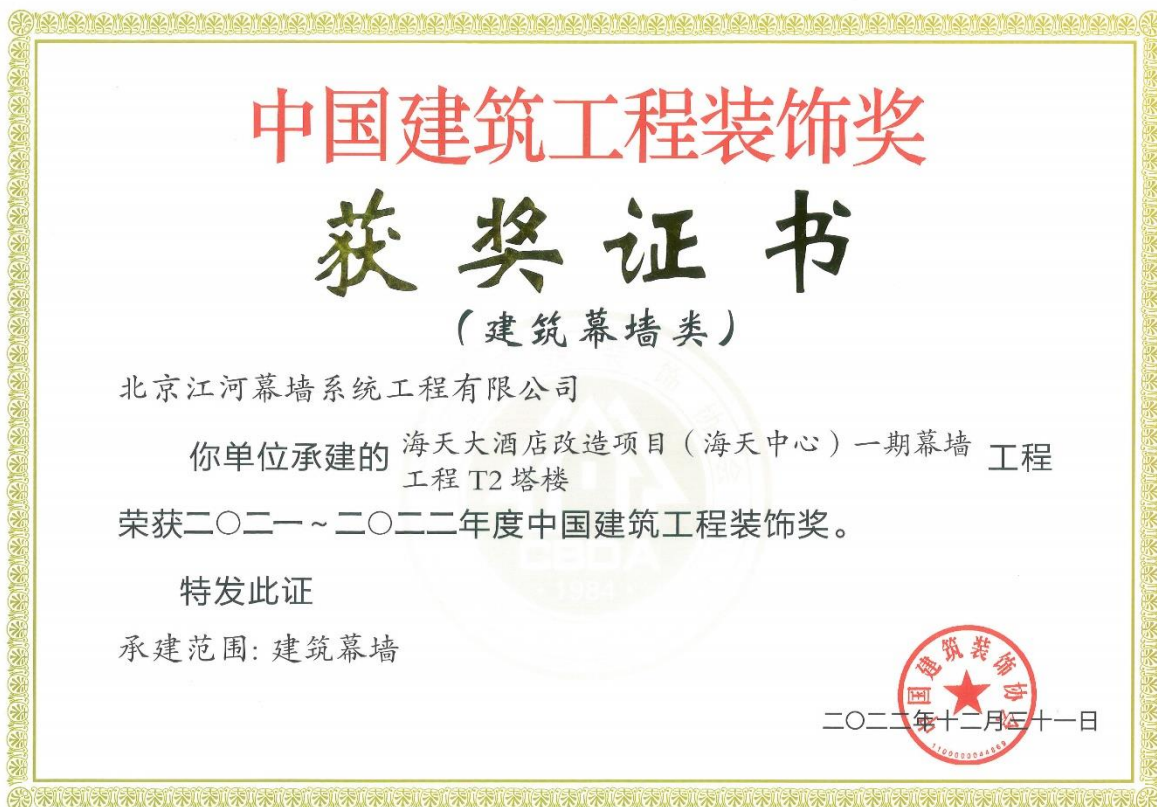 中国建筑工程装饰奖
获奖证书
（建筑幕墙类）
北京江河幕墙系统工程有限公司
你单位承建的 海天大酒店改造项目（海天中心）一期幕墙 工程
工程 T2 塔楼
荣获二〇二一～二〇二二年度中国建筑工程装饰奖。
特发此证
承建范围: 建筑幕墙
中国建筑装饰协会
二〇二二年十二月三十一日
CBDA
·1984·